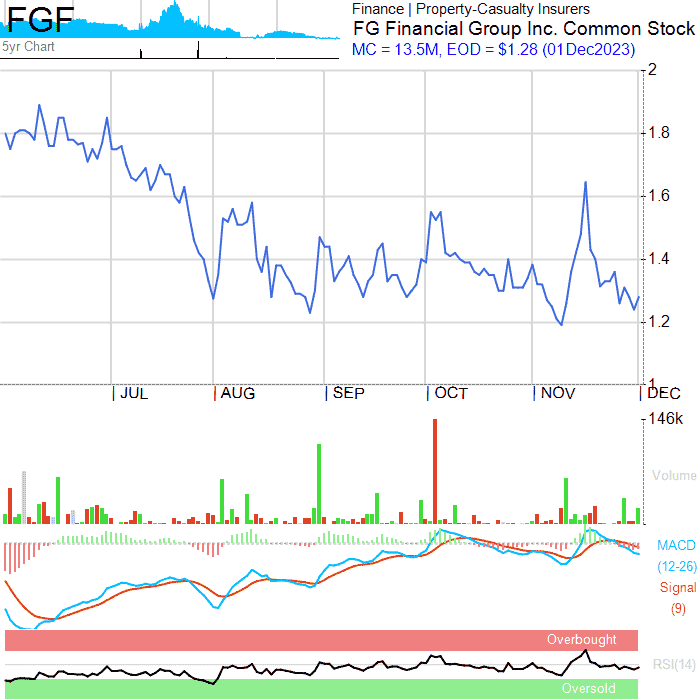 FGF
5yr Chart
Finance | Property-Casualty Insurers
FG Financial Group Inc. Common Stock
MC = 13.5M, EOD = $1.28 (01Dec2023)
2
1.8
1.6
1.4
1.2
1
JUL AUG SEP OCT NOV DEC
146k
Volume
MACD
(12-26)
Signal
(9)
Overbought
RSI(14)
Oversold